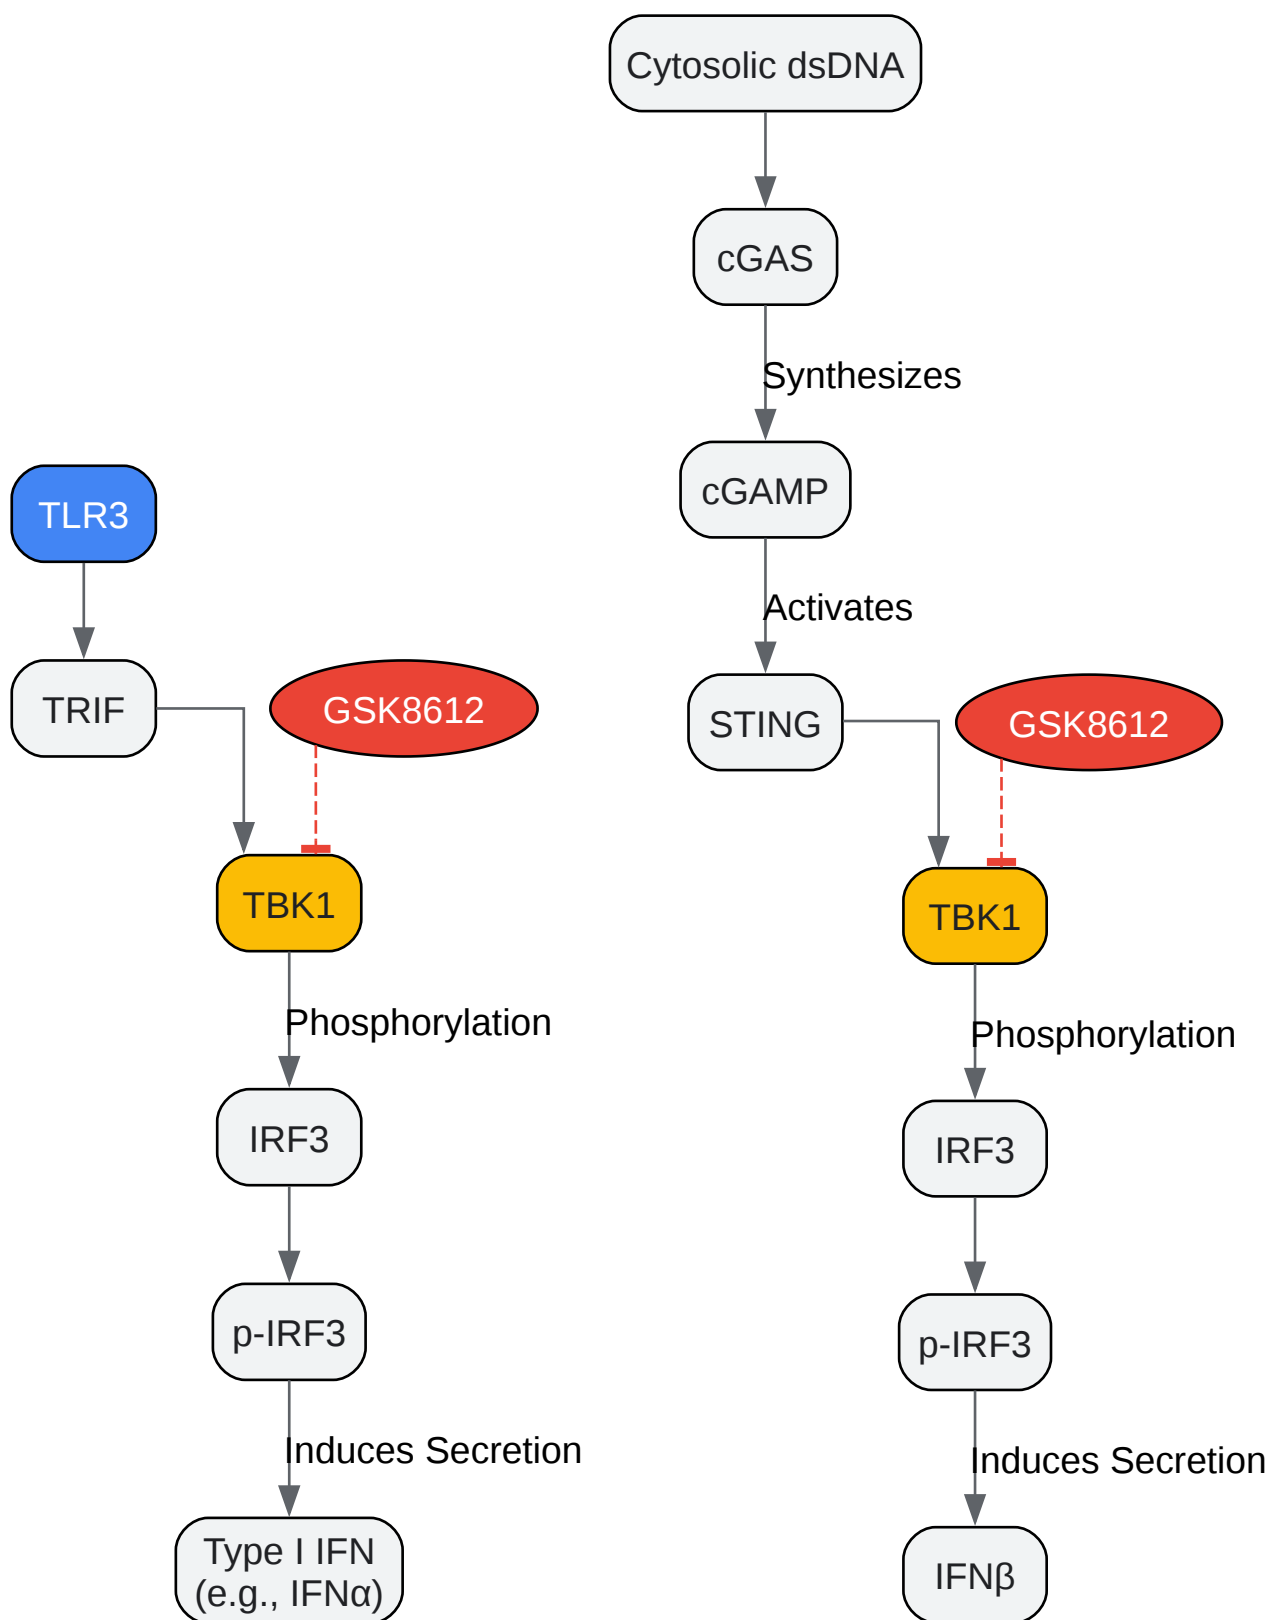 Cytosolic dsDNA
cGAS
Synthesizes
cGAMP
Activates
STING
GSK8612
TBK1
Phosphorylation
IRF3
p-IRF3
Induces Secretion
IFNβ
TLR3
TRIF
GSK8612
TBK1
Phosphorylation
IRF3
p-IRF3
Induces Secretion
Type I IFN
(e.g., IFNα)